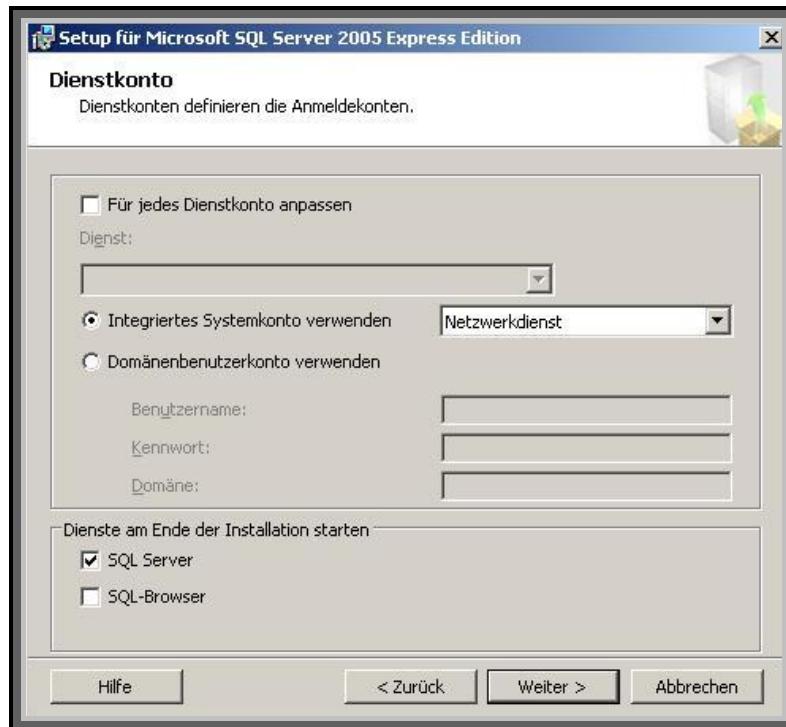 Setup für Microsoft SQL Server 2005 Express Edition
Dienstkonto
Dienstkonten definieren die Anmeldekonten.
Für jedes Dienstkonto anpassen
Dienst:
Integriertes Systemkonto verwenden Netzwerkdienst
Domänenbenutzerkonto verwenden
Benutzername:
Kennwort:
Domäne:
Dienste am Ende der Installation starten
SQL Server
SQL-Browser
Hilfe < Zurück Weiter > Abbrechen